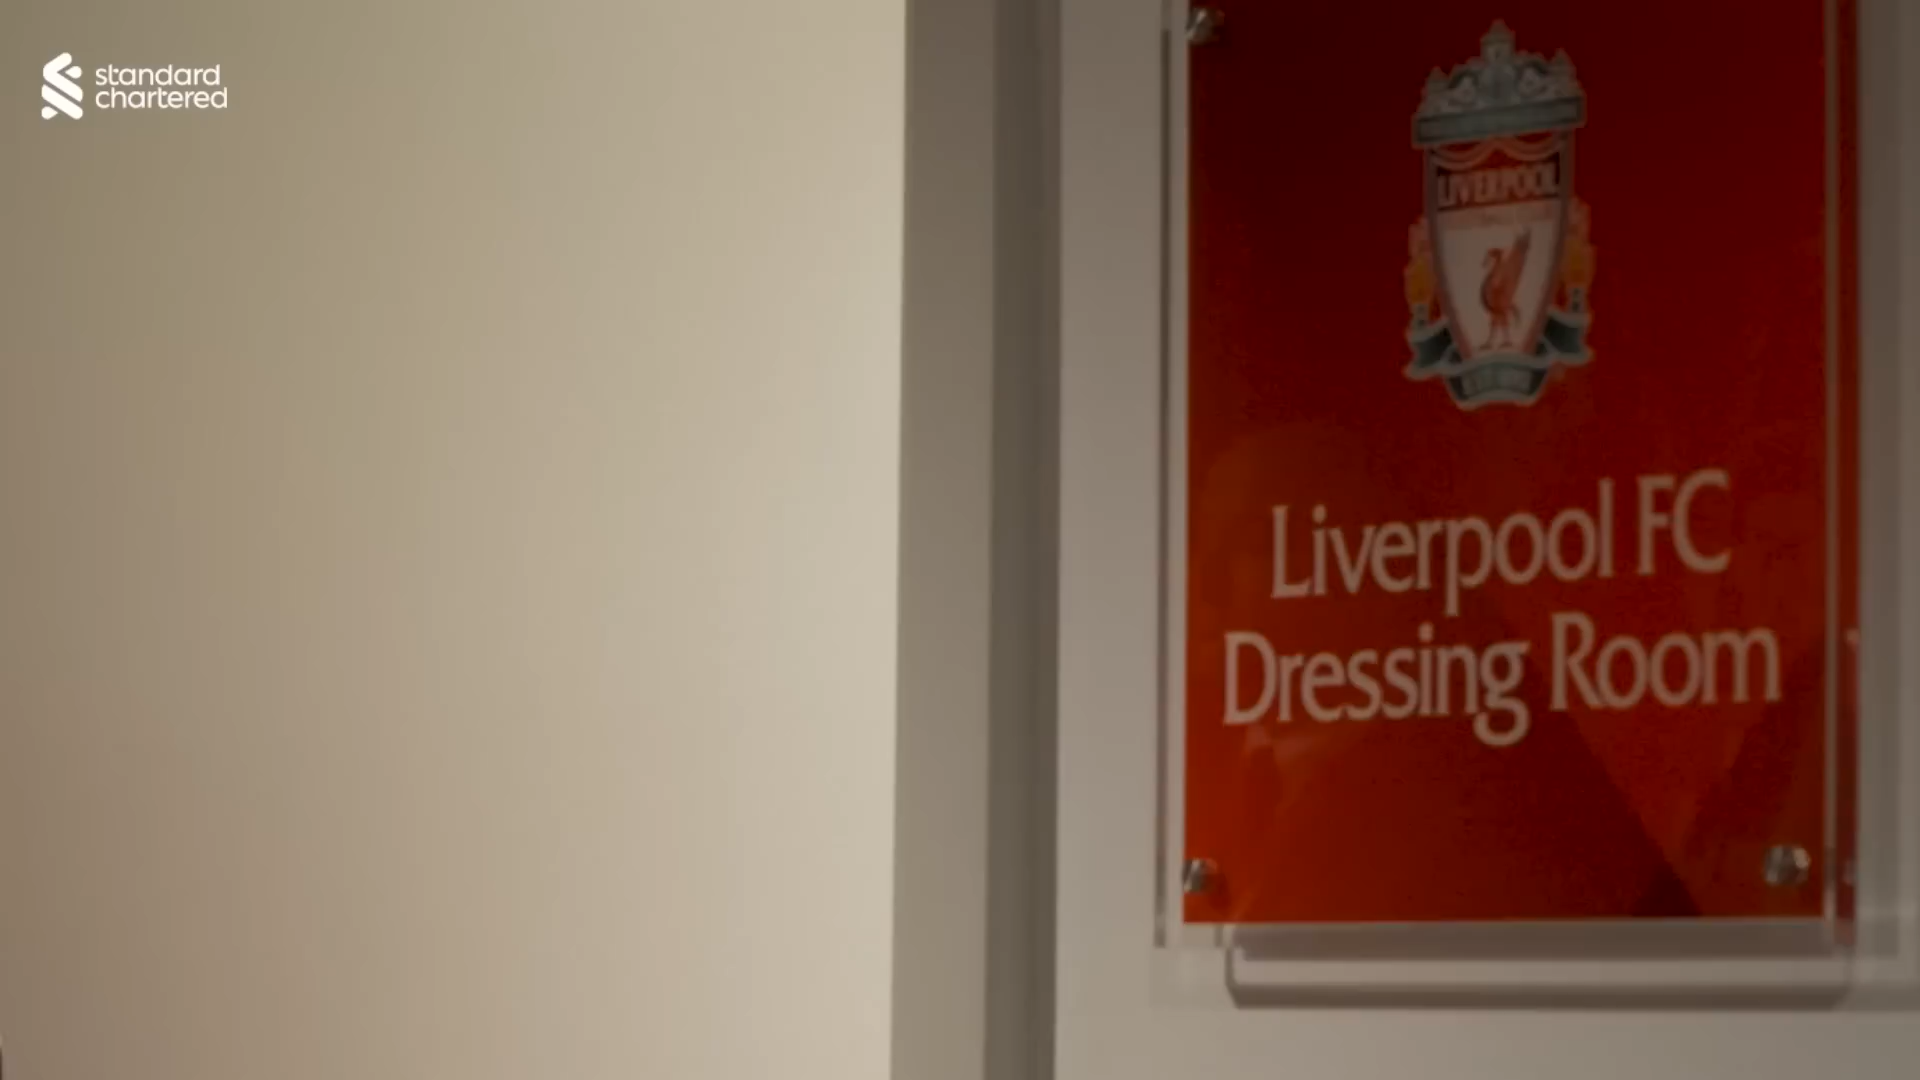 standard
chartered
LIVERPOOL
Liverpool FC
Dressing Room